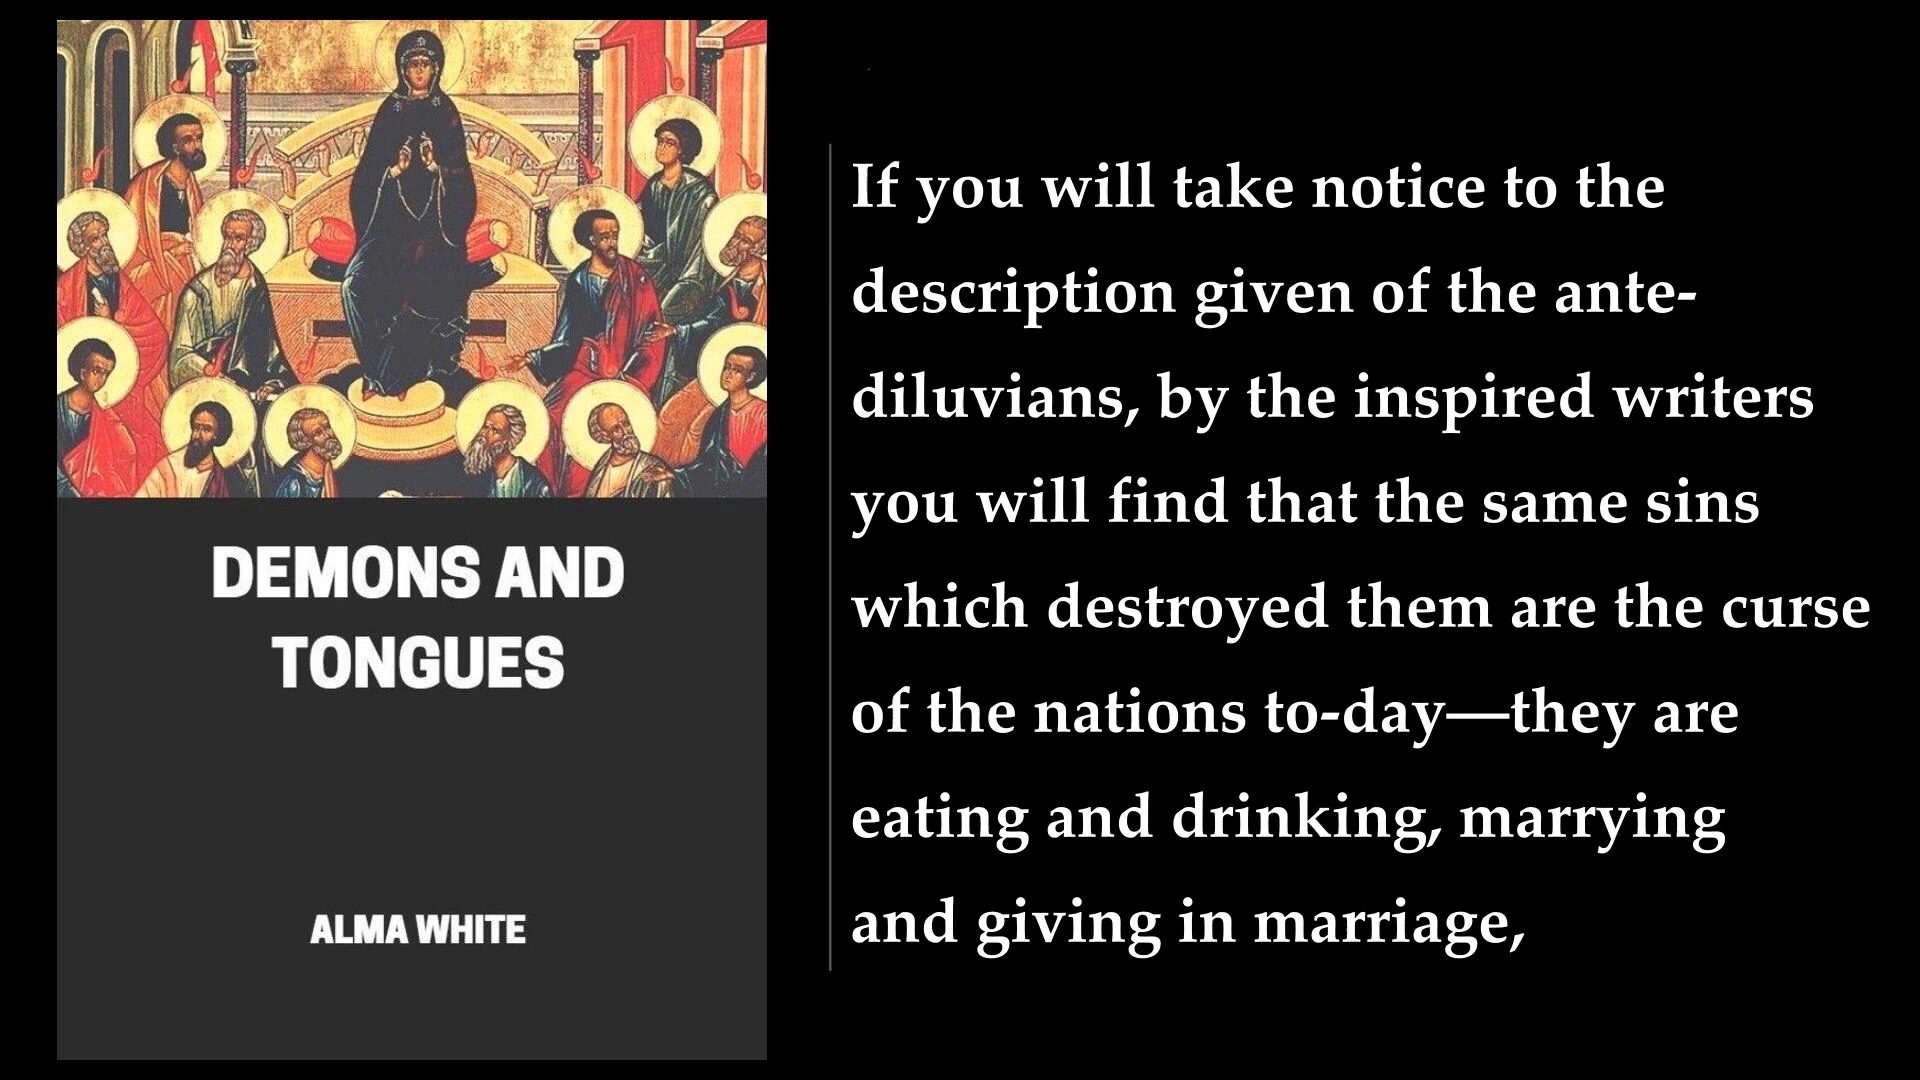 DEMONS AND
TONGUES
ALMA WHITE
If you will take notice to the
description given of the ante-
diluvians, by the inspired writers
you will find that the same sins
which destroyed them are the curse
of the nations to-day—they are
eating and drinking, marrying
and giving in marriage,